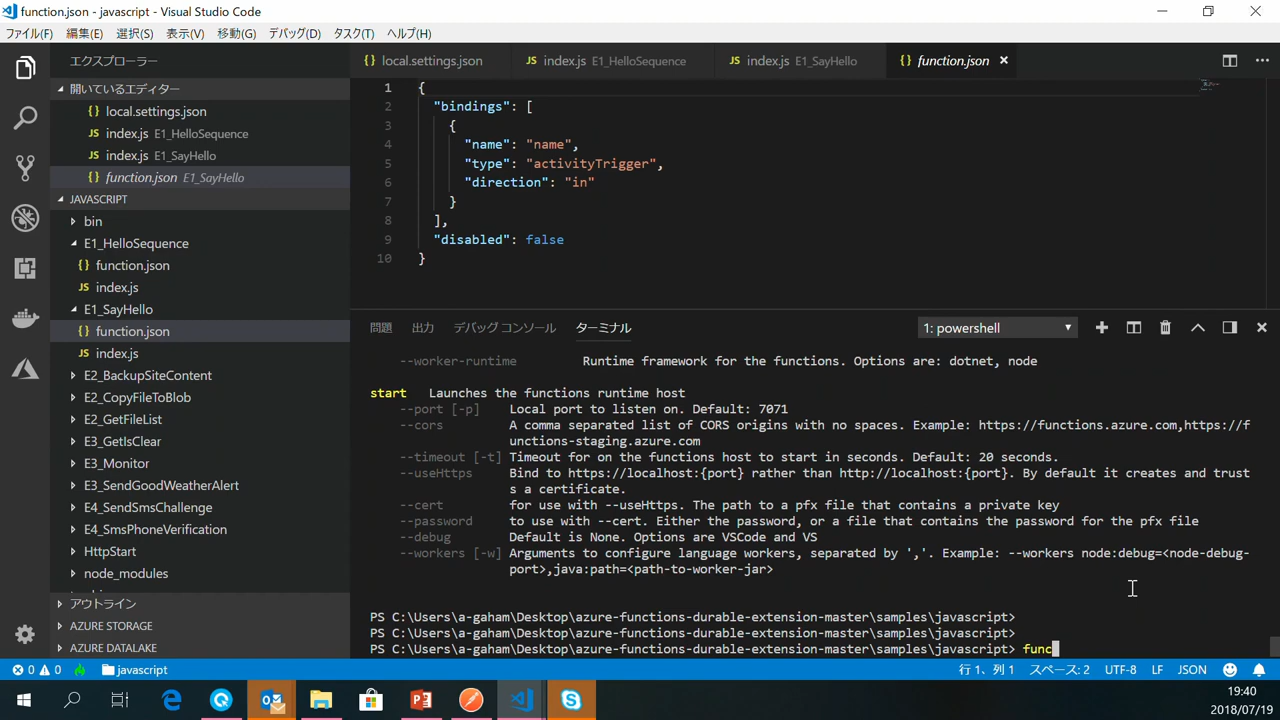 function.json - javascript - Visual Studio Code
ファイル(F) 編集(E) 選択(S) 表示(V) 移動(G) デバッグ(D) タスク(T) ヘルプ(H)
エクスプローラー
開いているエディター
{} local.settings.json
JS index.js E1_HelloSequence
JS index.js E1_SayHello
{} function.json E1_SayHello
JAVASCRIPT
bin
E1_HelloSequence
{} function.json
JS index.js
E1_SayHello
{} function.json
JS index.js
E2_BackupSiteContent
E2_CopyFileToBlob
E2_GetFileList
E3_GetIsClear
E3_Monitor
E3_SendGoodWeatherAlert
E4_SendSmsChallenge
E4_SmsPhoneVerification
HttpStart
node_modules
アウトライン
AZURE STORAGE
AZURE DATALAKE
{} local.settings.json JS index.js E1_HelloSequence JS index.js E1_SayHello {} function.json
1 {
2 "bindings": [
3 {
4 "name": "name",
5 "type": "activityTrigger",
6 "direction": "in"
7 }
8 ],
9 "disabled": false
10 }
問題 出力 デバッグ コンソール ターミナル 1: powershell
--worker-runtime Runtime framework for the functions. Options are: dotnet, node
start Launches the functions runtime host
--port [-p] Local port to listen on. Default: 7071
--cors A comma separated list of CORS origins with no spaces. Example: https://functions.azure.com,https://f
unctions-staging.azure.com
--timeout [-t] Timeout for on the functions host to start in seconds. Default: 20 seconds.
--useHttps Bind to https://localhost:{port} rather than http://localhost:{port}. By default it creates and trust
s a certificate.
--cert for use with --useHttps. The path to a pfx file that contains a private key
--password to use with --cert. Either the password, or a file that contains the password for the pfx file
--debug Default is None. Options are VSCode and VS
--workers [-w] Arguments to configure language workers, separated by ','. Example: --workers node:debug=<node-debug-
port>,java:path=<path-to-worker-jar>
PS C:\Users\a-gaham\Desktop\azure-functions-durable-extension-master\samples\javascript>
PS C:\Users\a-gaham\Desktop\azure-functions-durable-extension-master\samples\javascript>
PS C:\Users\a-gaham\Desktop\azure-functions-durable-extension-master\samples\javascript> func
0 0 javascript 行 1、列 1 スペース: 2 UTF-8 LF JSON
19:40
2018/07/19